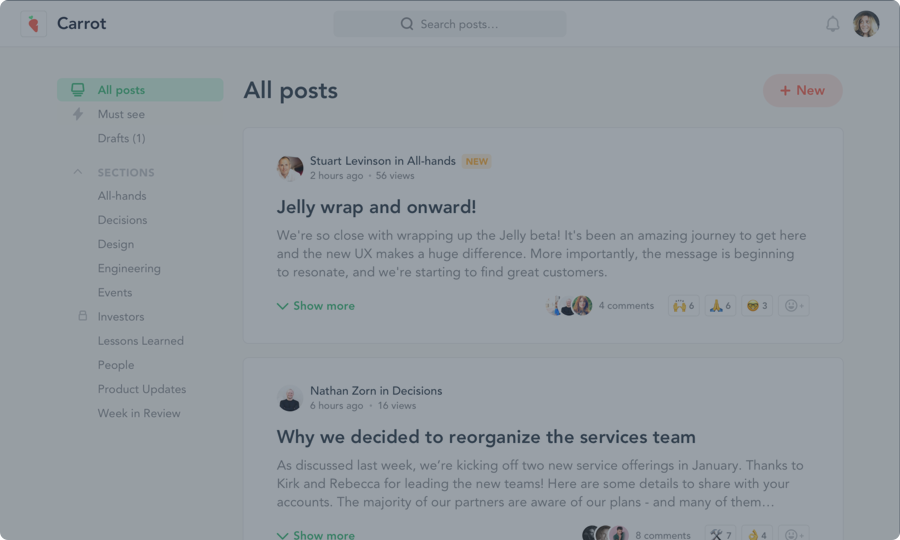 Carrot
Search posts...
All posts
Must see
Drafts (1)
SECTIONS
All-hands
Decisions
Design
Engineering
Events
Investors
Lessons Learned
People
Product Updates
Week in Review
All posts
+ New
Stuart Levinson in All-hands NEW
2 hours ago • 56 views
Jelly wrap and onward!
We're so close with wrapping up the Jelly beta! It's been an amazing journey to get here
and the new UX makes a huge difference. More importantly, the message is beginning
to resonate, and we're starting to find great customers.
Show more 4 comments 6 6 3 +
Nathan Zorn in Decisions
6 hours ago • 16 views
Why we decided to reorganize the services team
As discussed last week, we're kicking off two new service offerings in January. Thanks to
Kirk and Rebecca for leading the new teams! Here are some details to share with your
accounts. The majority of our partners are aware of our plans - and many of them...
Show more 8 comments 7 4 +